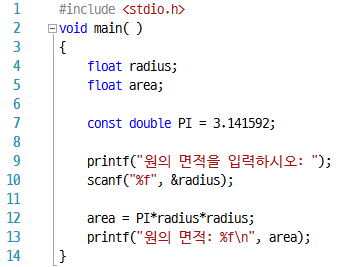 1 #include <stdio.h>
2 void main( )
3 {
4 float radius;
5 float area;
6
7 const double PI = 3.141592;
8
9 printf("원의 면적을 입력하시오: ");
10 scanf("%f", &radius);
11
12 area = PI*radius*radius;
13 printf("원의 면적: %f\n", area);
14 }